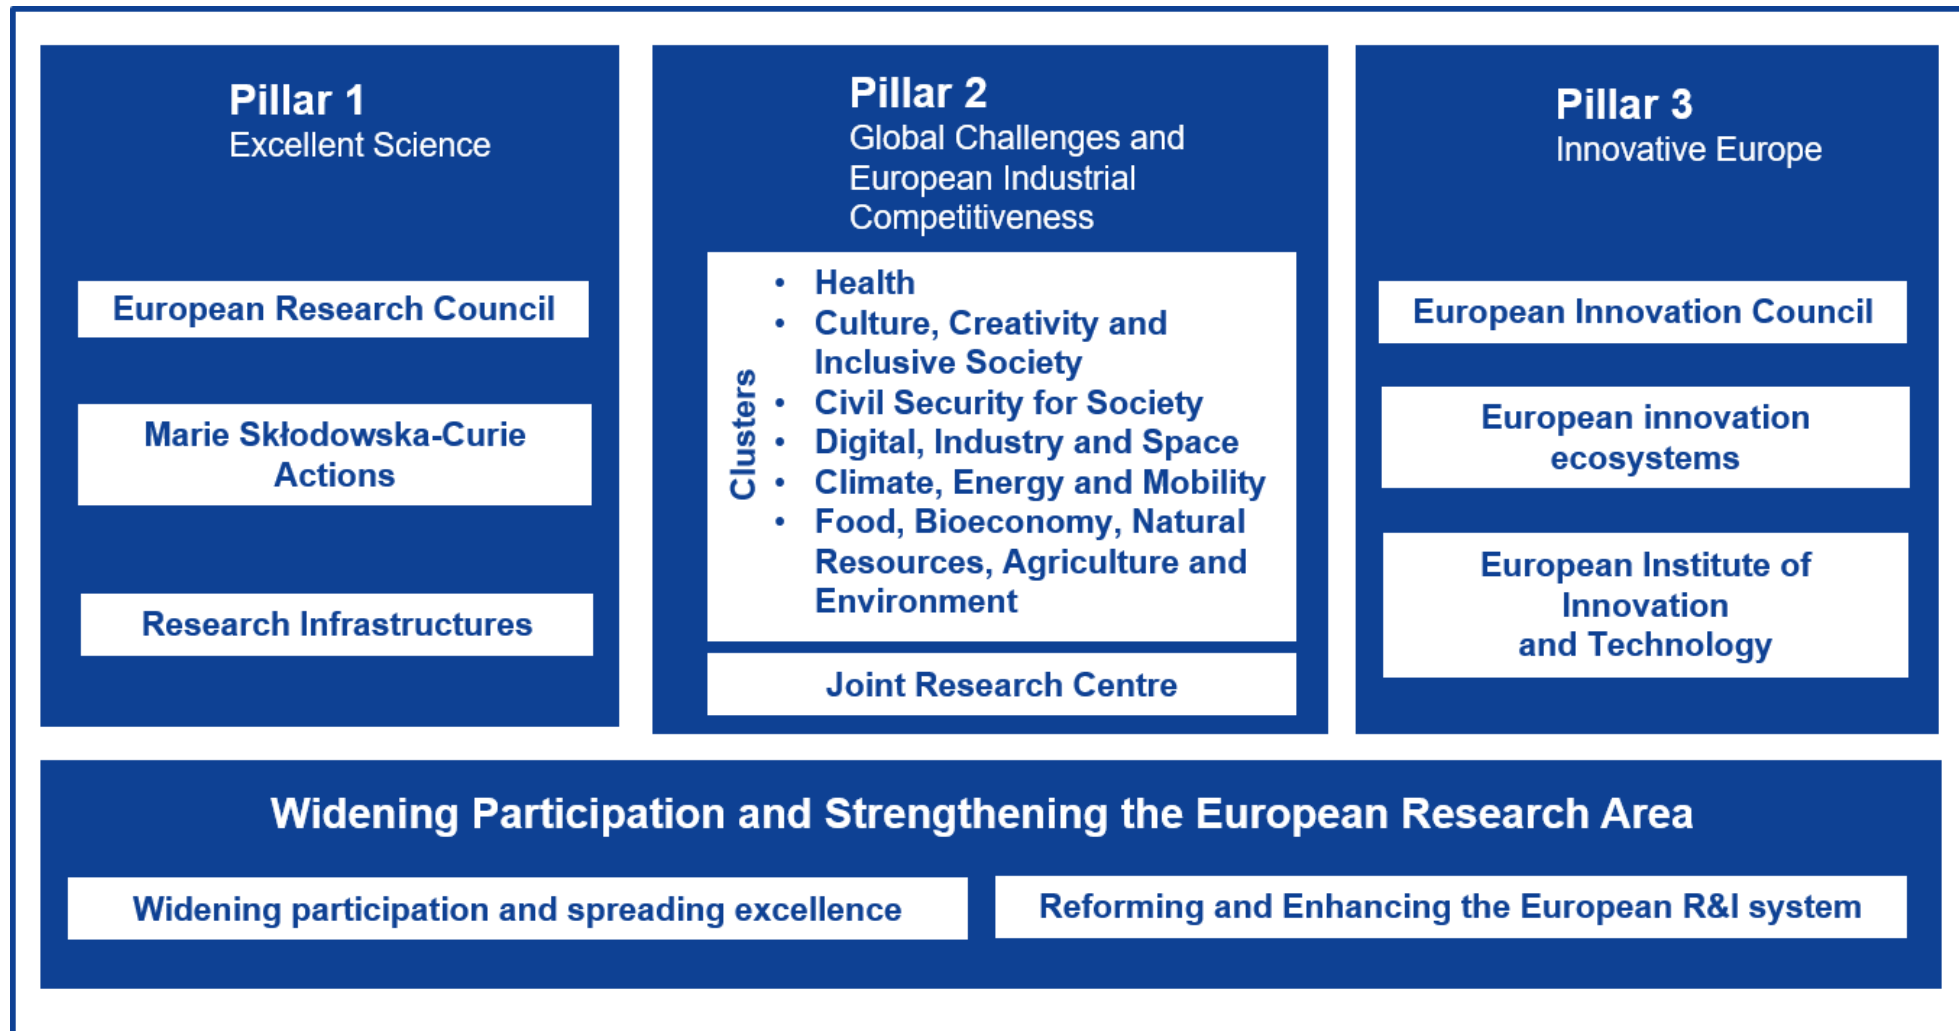 Pillar 1
Excellent Science
European Research Council
Marie Skłodowska-Curie
Actions
Research Infrastructures
Pillar 2
Global Challenges and
European Industrial
Competitiveness
Clusters
• Health
• Culture, Creativity and
Inclusive Society
• Civil Security for Society
• Digital, Industry and Space
• Climate, Energy and Mobility
• Food, Bioeconomy, Natural
Resources, Agriculture and
Environment
Joint Research Centre
Pillar 3
Innovative Europe
European Innovation Council
European innovation
ecosystems
European Institute of
Innovation
and Technology
Widening Participation and Strengthening the European Research Area
Widening participation and spreading excellence
Reforming and Enhancing the European R&I system